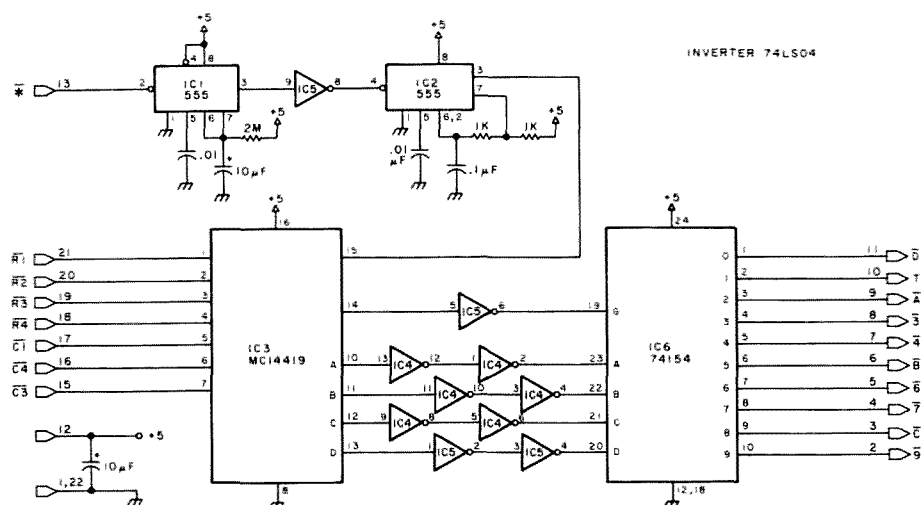 INVERTER 74LS04
+5
+5
* 13
2
4
8
IC1
555
3
9
IC5
8
4
8
IC2
555
3
7
1
5
6
7
2M
+5
.01
+
10µF
1
5
6,2
1K
1K
+5
.01
µF
.1µF
+5
16
+5
24
R1 21 1
R2 20 2
R3 19 3
R4 18 4
C1 17 5
C4 16 6
C3 15 7
IC3
MC14419
8
15
14 5 IC5 6 19 G
A 10 13 IC4 12 1 IC4 2 23 A
B 11 11 IC4 10 3 IC4 4 22 B
C 12 9 IC4 8 5 IC4 6 21 C
D 13 1 IC5 2 3 IC5 4 20 D
IC6
74154
12,18
0 1 11 D
1 2 10 T
2 3 9 A
3 4 8 3
4 5 7 4
5 6 6 B
6 7 5 6
7 8 4 7
8 9 3 C
9 10 2 9
12 +5
+
10µF
1,22